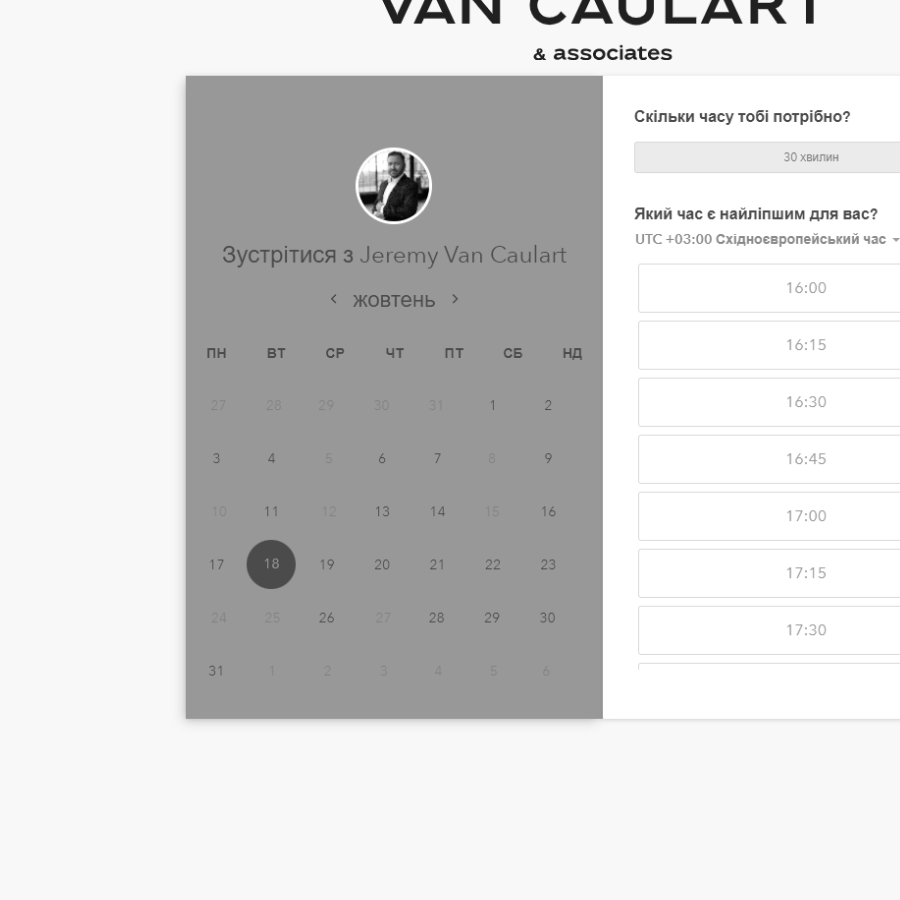 VAN CAULART
& associates
Зустрітися з Jeremy Van Caulart
жовтень
ПН ВТ СР ЧТ ПТ СБ НД
27 28 29 30 31 1 2
3 4 5 6 7 8 9
10 11 12 13 14 15 16
17 18 19 20 21 22 23
24 25 26 27 28 29 30
31 1 2 3 4 5 6
Скільки часу тобі потрібно?
30 хвилин
Який час є найліпшим для вас?
UTC +03:00 Східноєвропейський час
16:00
16:15
16:30
16:45
17:00
17:15
17:30